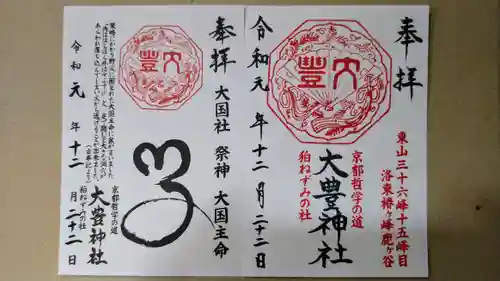 奉拝
東山三十六峰十五峰目
洛東椿ヶ峰鹿ヶ谷
大豊
京都哲学の道
狛ねずみの社
大豊神社
令和元年十二月二十二日
奉拝
大国社 祭神 大国主命
大豊
京都哲学の道
狛ねずみの社
大豊神社
令和元年十二月二十二日